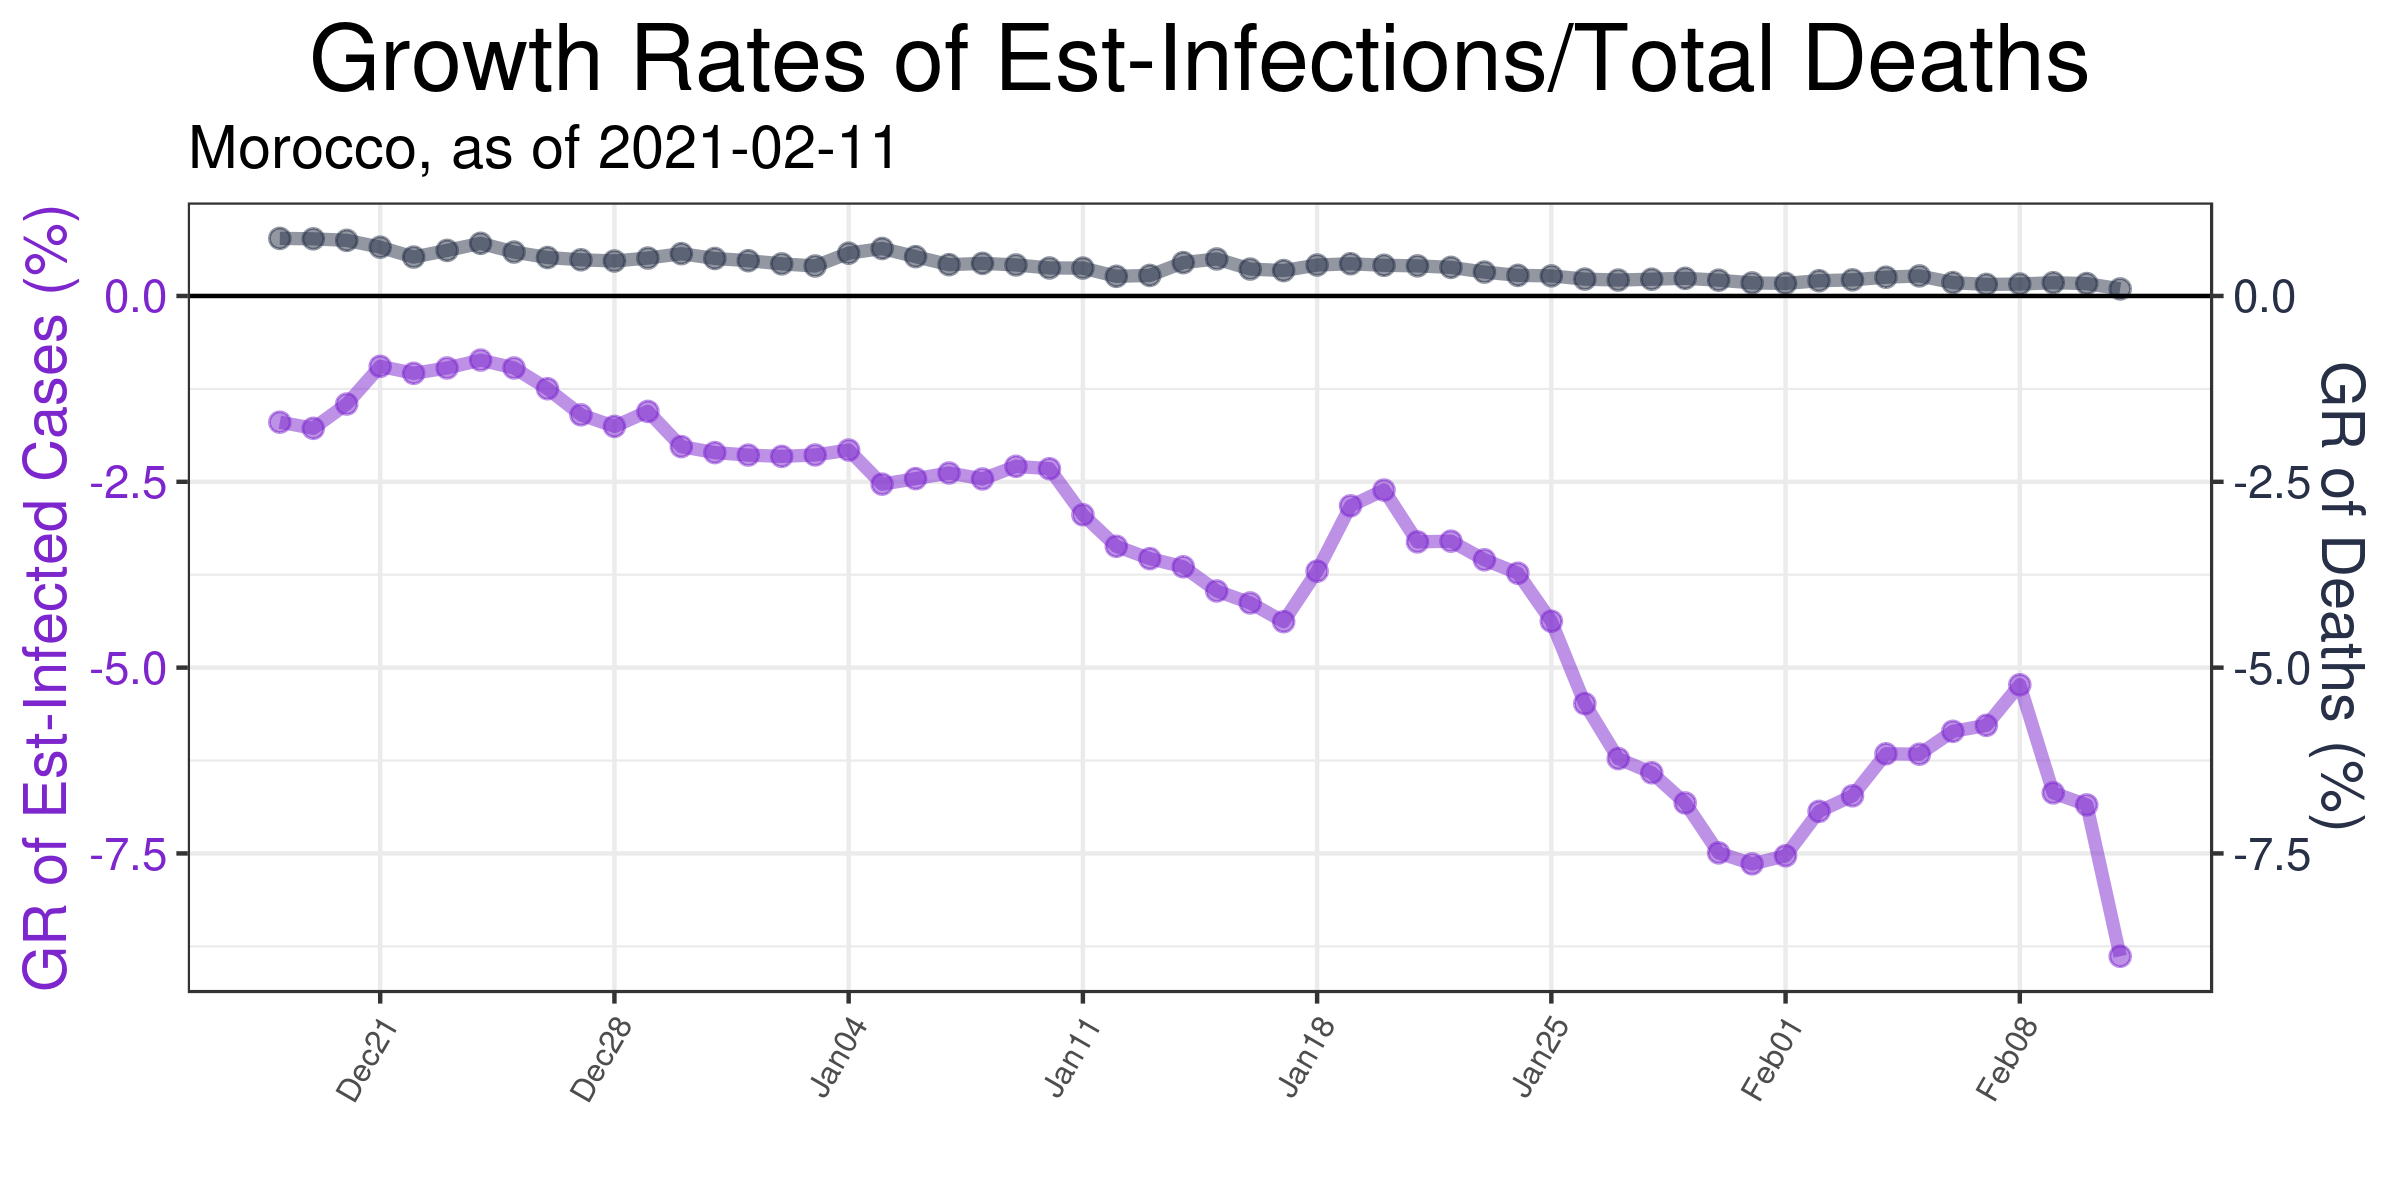 Growth Rates of Est-Infections/Total Deaths
Morocco, as of 2021-02-11
GR of Est-Infected Cases (%)
0.0
-2.5
-5.0
-7.5
0.0
-2.5
-5.0
-7.5
GR of Deaths (%)
Dec21
Dec28
Jan04
Jan11
Jan18
Jan25
Feb01
Feb08